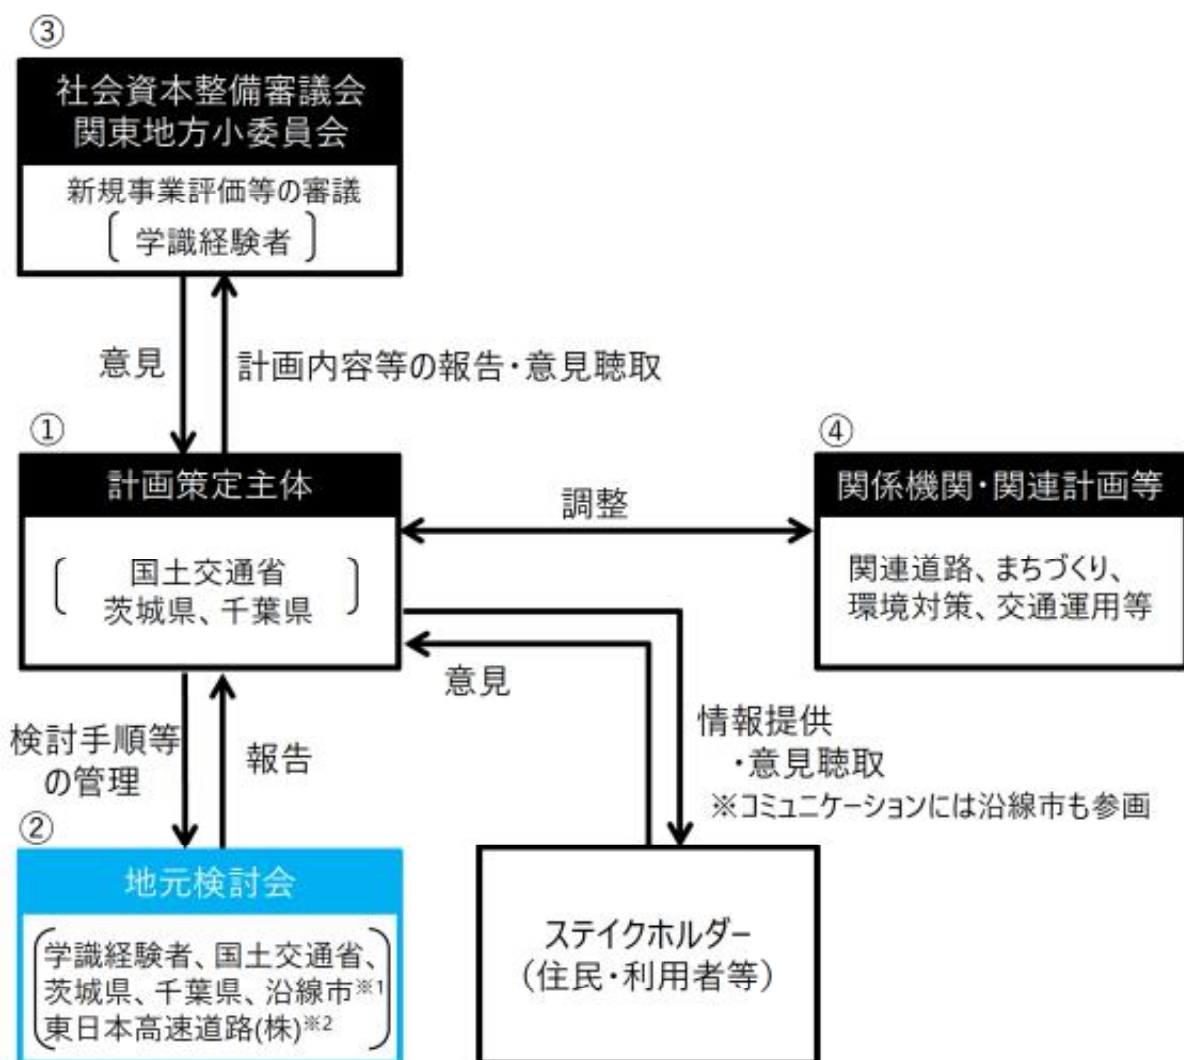 ③
社会資本整備審議会
関東地方小委員会
新規事業評価等の審議
〔 学識経験者 〕
意見
計画内容等の報告・意見聴取
①
計画策定主体
〔 国土交通省
茨城県、千葉県 〕
調整
④
関係機関・関連計画等
関連道路、まちづくり、
環境対策、交通運用等
意見
情報提供
・意見聴取
※コミュニケーションには沿線市も参画
検討手順等
の管理
報告
②
地元検討会
学識経験者、国土交通省、
茨城県、千葉県、沿線市※1
東日本高速道路(株)※2
ステイクホルダー
（住民・利用者等）